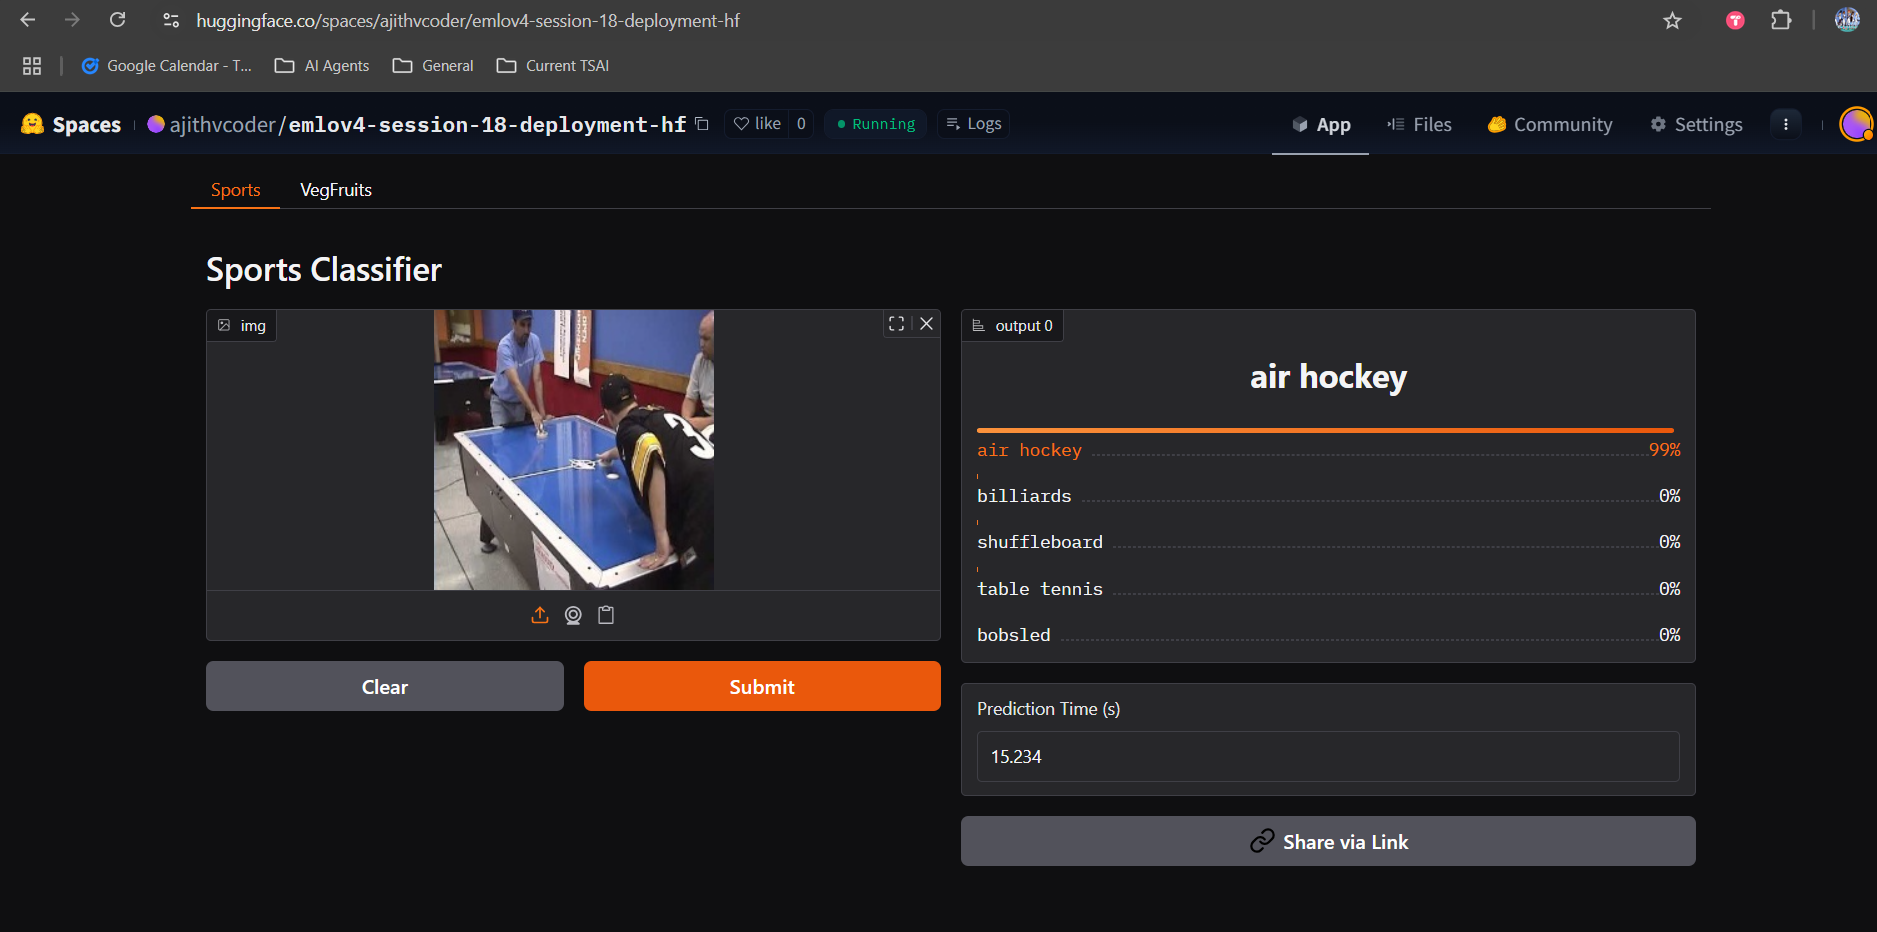 huggingface.co/spaces/ajithvcoder/emlov4-session-18-deployment-hf
Google Calendar - T... AI Agents General Current TSAI
Spaces ajithvcoder/emlov4-session-18-deployment-hf like 0 Running Logs App Files Community Settings
Sports VegFruits
Sports Classifier
img
output 0
air hockey
air hockey 99%
billiards 0%
shuffleboard 0%
table tennis 0%
bobsled 0%
Clear Submit
Prediction Time (s)
15.234
Share via Link